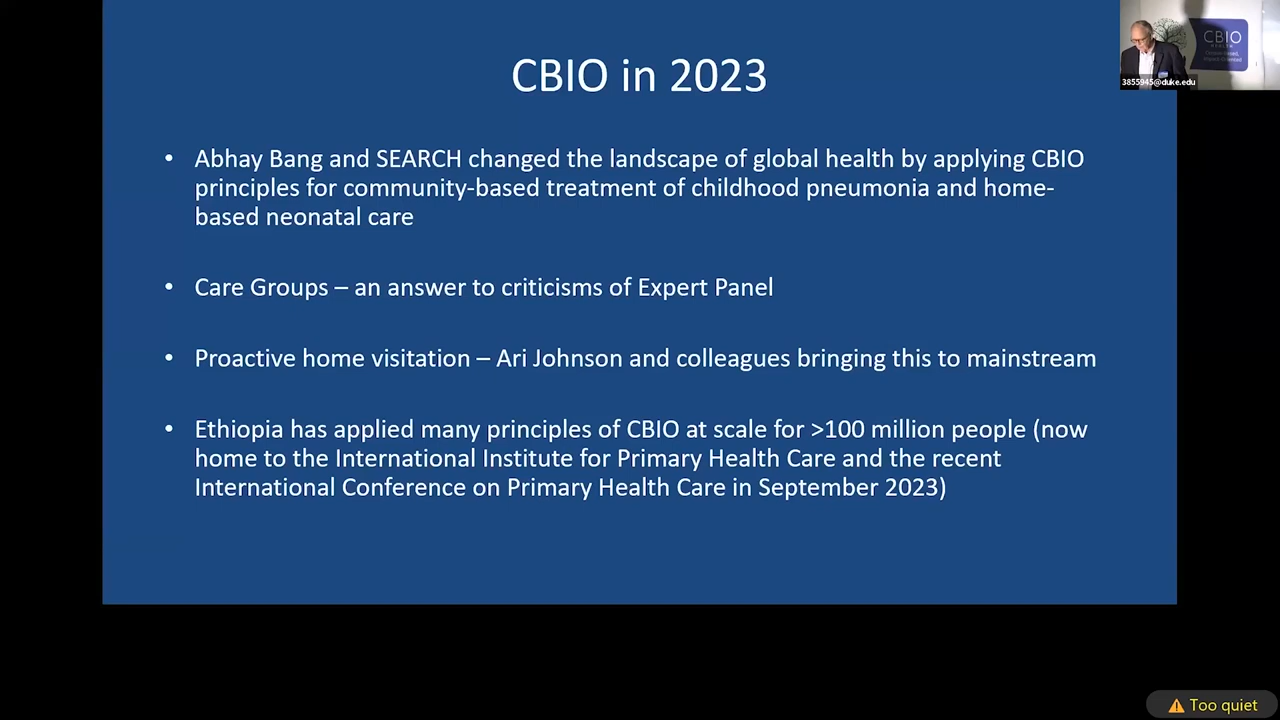 CBIO in 2023
• Abhay Bang and SEARCH changed the landscape of global health by applying CBIO
principles for community-based treatment of childhood pneumonia and home-
based neonatal care
• Care Groups – an answer to criticisms of Expert Panel
• Proactive home visitation – Ari Johnson and colleagues bringing this to mainstream
• Ethiopia has applied many principles of CBIO at scale for >100 million people (now
home to the International Institute for Primary Health Care and the recent
International Conference on Primary Health Care in September 2023)
CBIO
3855945@duke.edu
Too quiet